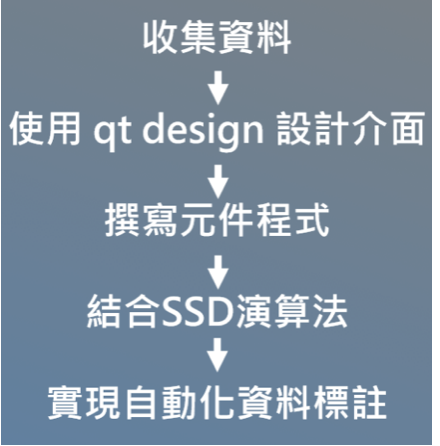 收集資料
使用 qt design 設計介面
撰寫元件程式
結合SSD演算法
實現自動化資料標註